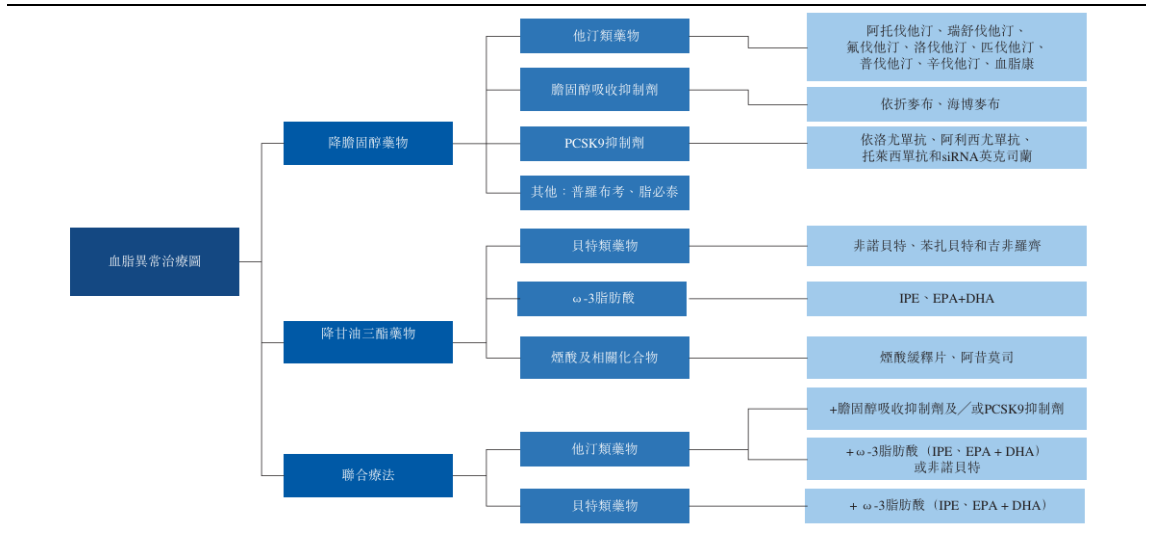 血脂異常治療圖
降膽固醇藥物
他汀類藥物
阿托伐他汀、瑞舒伐他汀、
氟伐他汀、洛伐他汀、匹伐他汀、
普伐他汀、辛伐他汀、血脂康
膽固醇吸收抑制劑
依折麥布、海博麥布
PCSK9抑制劑
依洛尤單抗、阿利西尤單抗、
托萊西單抗和siRNA英克司蘭
其他：普羅布考、脂必泰
降甘油三酯藥物
貝特類藥物
非諾貝特、苯扎貝特和吉非羅齊
ω-3脂肪酸
IPE、EPA+DHA
煙酸及相關化合物
煙酸緩釋片、阿昔莫司
聯合療法
他汀類藥物
+膽固醇吸收抑制劑及╱或PCSK9抑制劑
+ω-3脂肪酸（IPE、EPA + DHA）
或非諾貝特
貝特類藥物
+ ω-3脂肪酸（IPE、EPA + DHA）